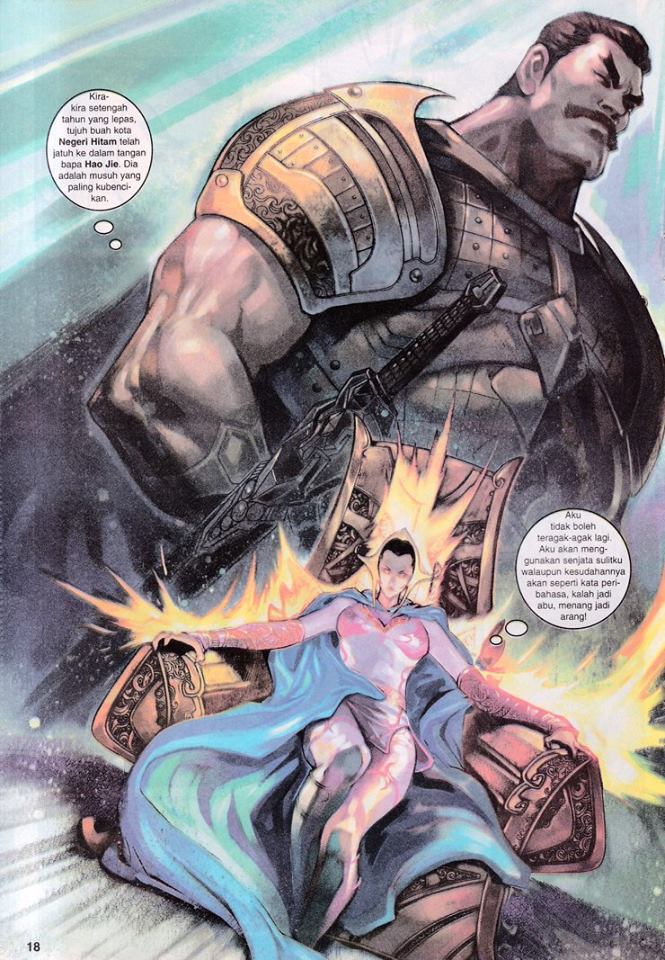 Kira-
kira setengah
tahun yang lepas,
tujuh buah kota
Negeri Hitam telah
jatuh ke dalam tangan
bapa Hao Jie. Dia
adalah musuh yang
paling kubenci-
kan.
Aku
tidak boleh
teragak-agak lagi.
Aku akan meng-
gunakan senjata sulitku
walaupun kesudahannya
akan seperti kata peri-
bahasa, kalah jadi
abu, menang jadi
arang!
18